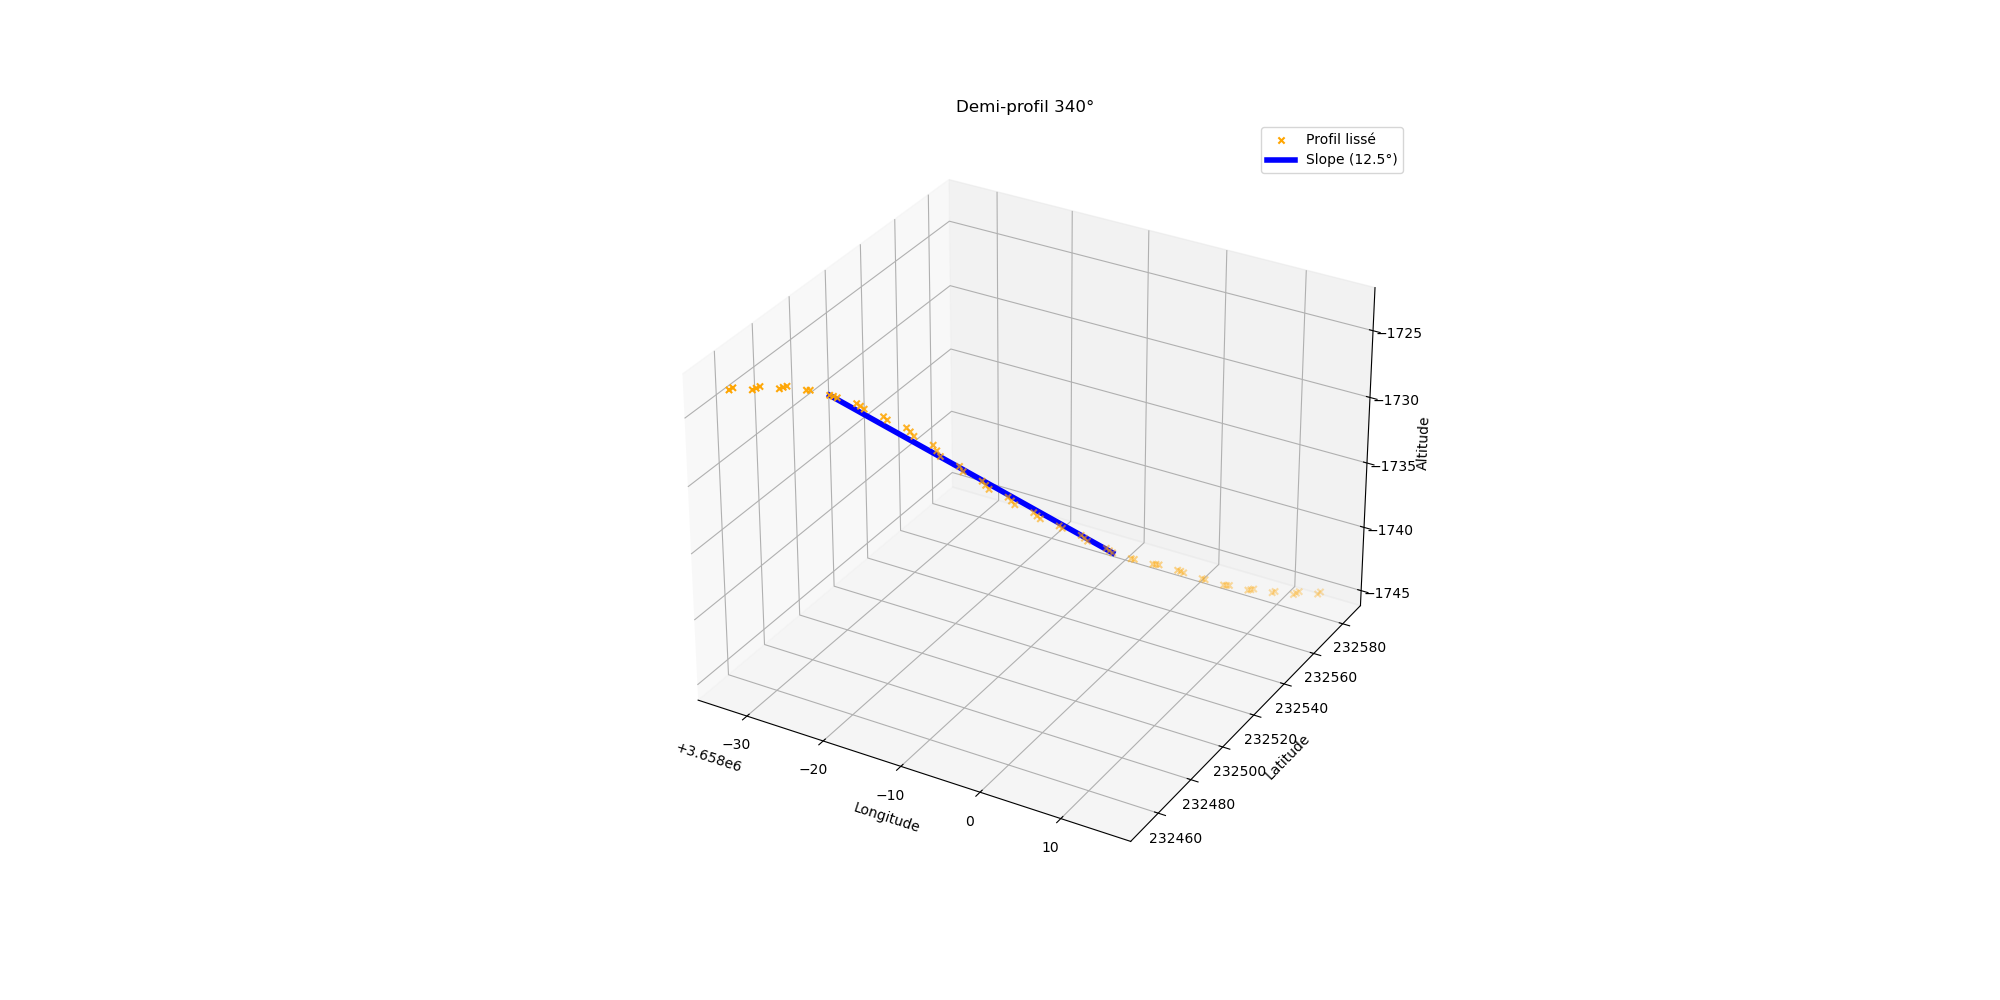 Demi-profil 340°
Profil lissé
Slope (12.5°)
−1725
−1730
−1735
−1740
−1745
Altitude
232580
232560
232540
232520
232500
232480
232460
Latitude
−30
−20
−10
0
10
+3.658e6
Longitude